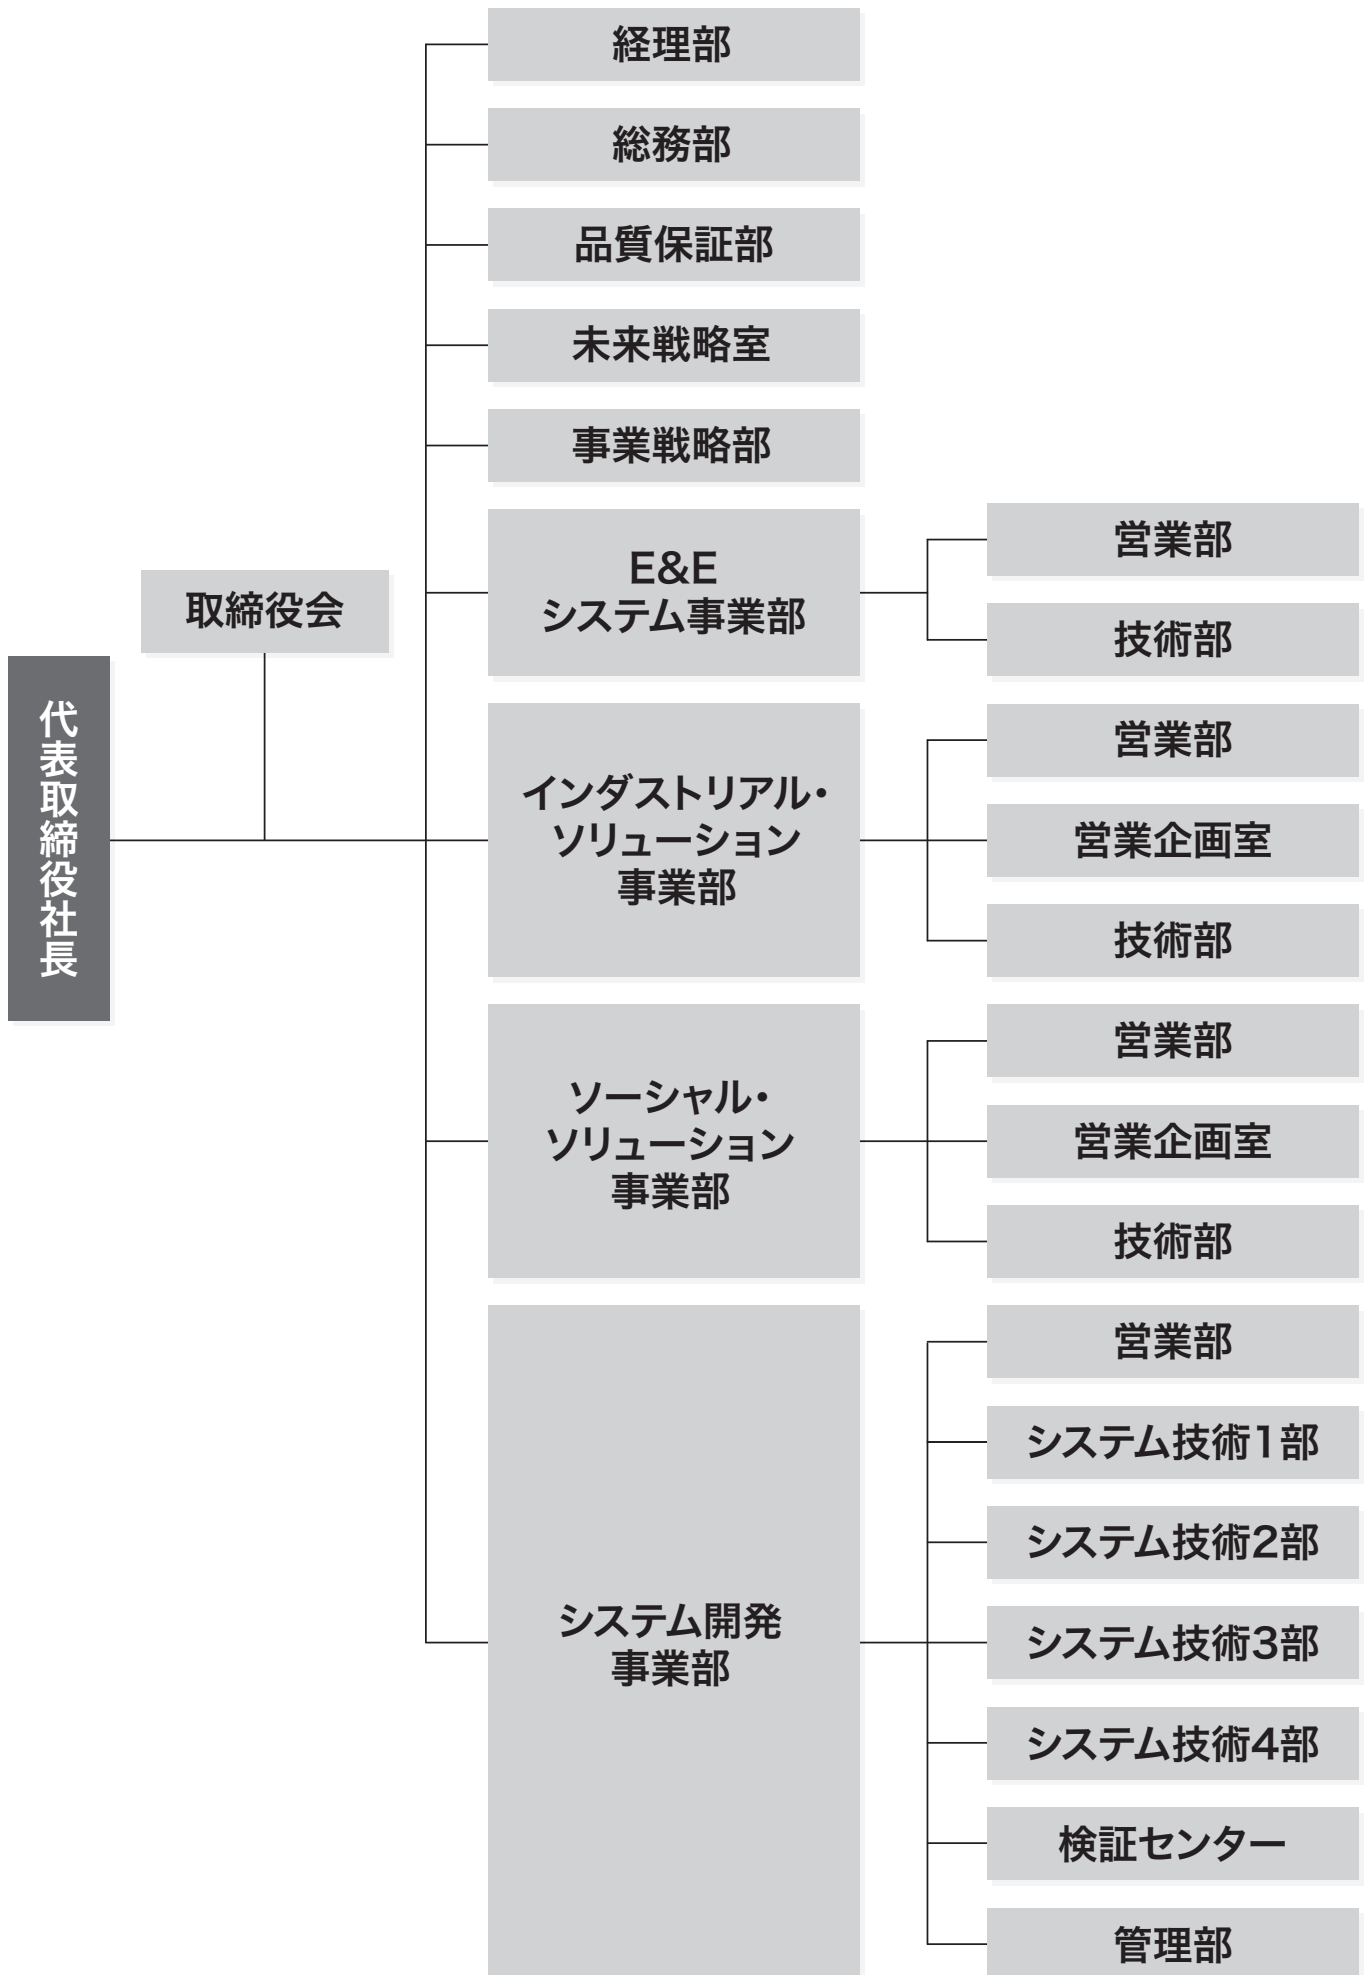 経理部
総務部
品質保証部
未来戦略室
事業戦略部
E&E
システム事業部
営業部
技術部
取締役会
代表取締役社長
インダストリアル・
ソリューション
事業部
営業部
営業企画室
技術部
ソーシャル・
ソリューション
事業部
営業部
営業企画室
技術部
システム開発
事業部
営業部
システム技術1部
システム技術2部
システム技術3部
システム技術4部
検証センター
管理部